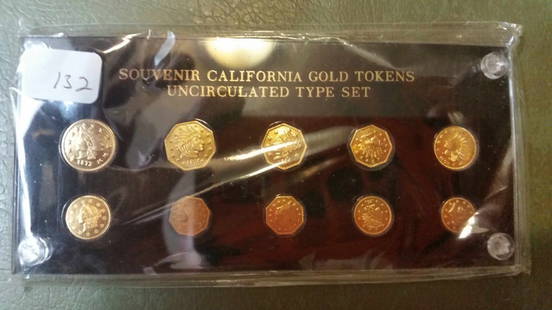 132
SOUVENIR CALIFORNIA GOLD TOKENS
UNCIRCULATED TYPE SET